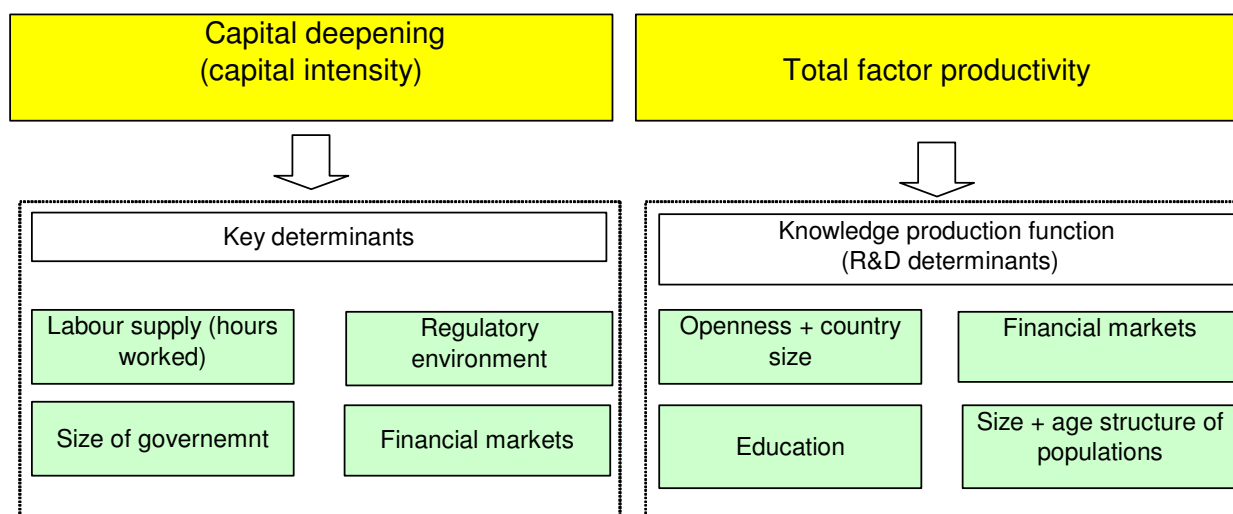 Capital deepening
(capital intensity)
Total factor productivity
Key determinants
Knowledge production function
(R&D determinants)
Labour supply (hours
worked)
Regulatory
environment
Openness + country
size
Financial markets
Size of governemnt
Financial markets
Education
Size + age structure of
populations